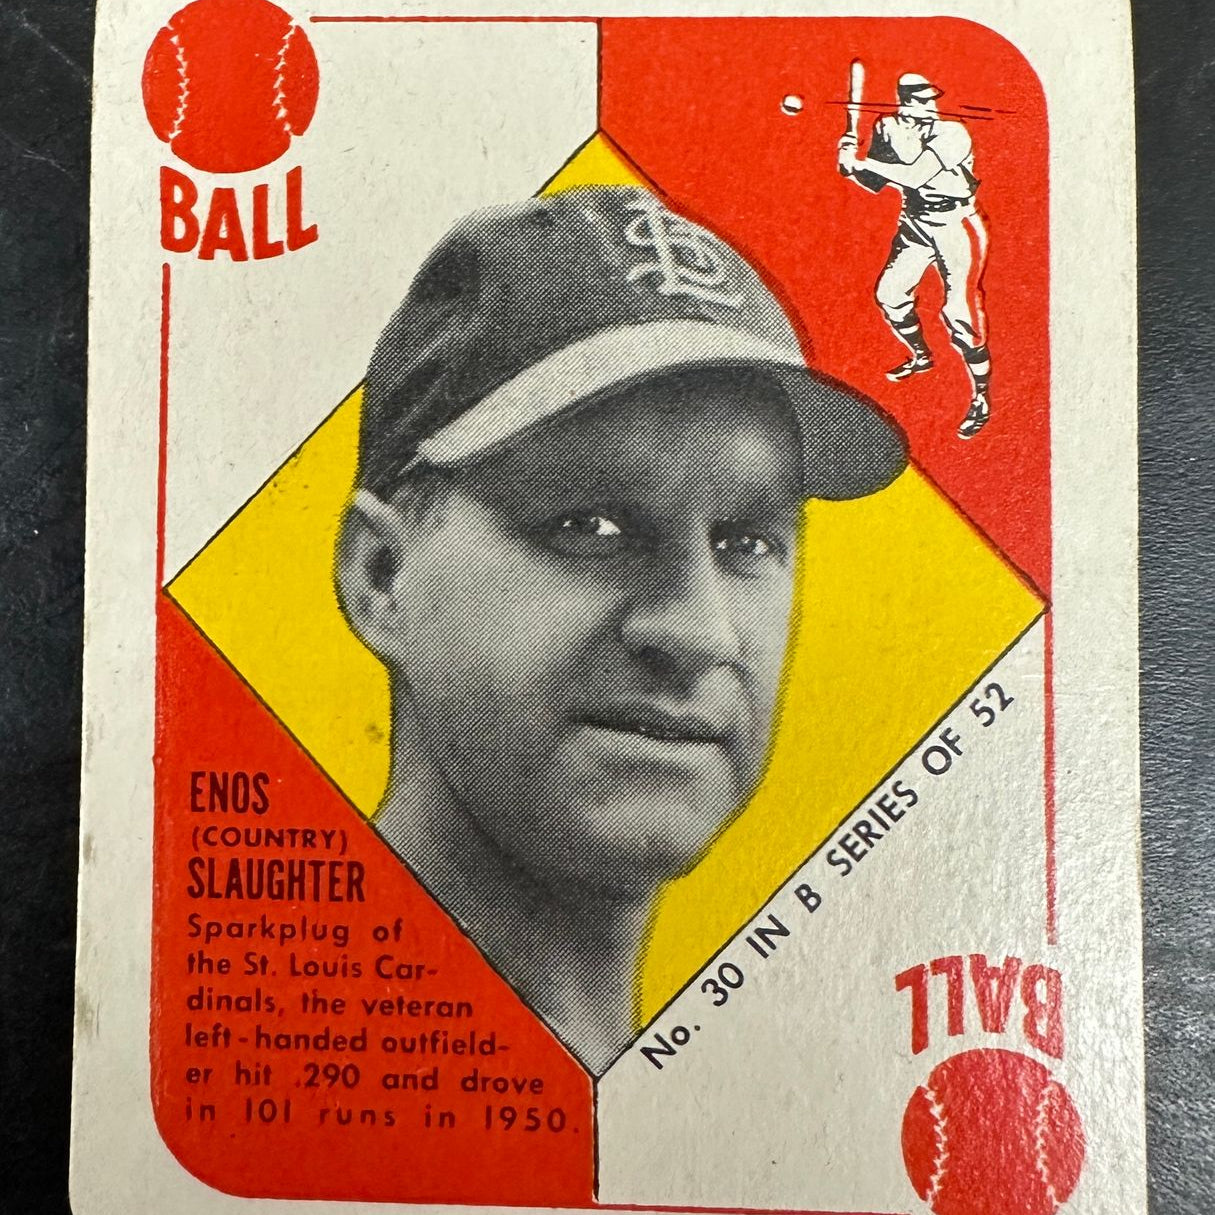 BALL
StL
ENOS
(COUNTRY)
SLAUGHTER
Sparkplug of
the St. Louis Car-
dinals, the veteran
left-handed outfield-
er hit .290 and drove
in 101 runs in 1950.
No. 30 IN B SERIES OF 52
BALL